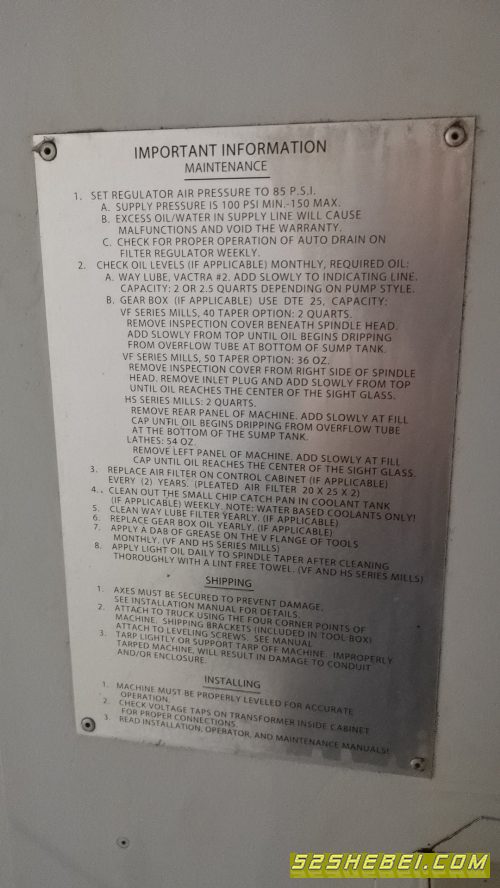 IMPORTANT INFORMATION
MAINTENANCE
1. SET REGULATOR AIR PRESSURE TO 85 P.S.I.
A. SUPPLY PRESSURE IS 100 PSI MIN.-150 MAX.
B. EXCESS OIL/WATER IN SUPPLY LINE WILL CAUSE
MALFUNCTIONS AND VOID THE WARRANTY.
C. CHECK FOR PROPER OPERATION OF AUTO DRAIN ON
FILTER REGULATOR WEEKLY.
2. CHECK OIL LEVELS (IF APPLICABLE) MONTHLY, REQUIRED OIL:
A. WAY LUBE, VACTRA #2. ADD SLOWLY TO INDICATING LINE.
CAPACITY: 2 OR 2.5 QUARTS DEPENDING ON PUMP STYLE.
B. GEAR BOX (IF APPLICABLE) USE DTE 25, CAPACITY:
VF SERIES MILLS, 40 TAPER OPTION: 2 QUARTS.
REMOVE INSPECTION COVER BENEATH SPINDLE HEAD.
ADD SLOWLY FROM TOP UNTIL OIL BEGINS DRIPPING
FROM OVERFLOW TUBE AT BOTTOM OF SUMP TANK.
VF SERIES MILLS, 50 TAPER OPTION: 36 OZ.
REMOVE INSPECTION COVER FROM RIGHT SIDE OF SPINDLE
HEAD. REMOVE INLET PLUG AND ADD SLOWLY FROM TOP
UNTIL OIL REACHES THE CENTER OF THE SIGHT GLASS.
HS SERIES MILLS: 2 QUARTS.
REMOVE REAR PANEL OF MACHINE. ADD SLOWLY AT FILL
CAP UNTIL OIL BEGINS DRIPPING FROM OVERFLOW TUBE
AT THE BOTTOM OF THE SUMP TANK.
LATHES: 54 OZ.
REMOVE LEFT PANEL OF MACHINE. ADD SLOWLY AT FILL
CAP UNTIL OIL REACHES THE CENTER OF THE SIGHT GLASS.
3. REPLACE AIR FILTER ON CONTROL CABINET (IF APPLICABLE)
EVERY (2) YEARS. (PLEATED AIR FILTER 20 X 25 X 2)
4. CLEAN OUT THE SMALL CHIP CATCH PAN IN COOLANT TANK
(IF APPLICABLE) WEEKLY. NOTE: WATER BASED COOLANTS ONLY!
5. CLEAN WAY LUBE FILTER YEARLY. (IF APPLICABLE)
6. REPLACE GEAR BOX OIL YEARLY. (IF APPLICABLE)
7. APPLY A DAB OF GREASE ON THE V FLANGE OF TOOLS
MONTHLY. (VF AND HS SERIES MILLS)
8. APPLY LIGHT OIL DAILY TO SPINDLE TAPER AFTER CLEANING
THOROUGHLY WITH A LINT FREE TOWEL. (VF AND HS SERIES MILLS)
SHIPPING
1. AXES MUST BE SECURED TO PREVENT DAMAGE.
SEE INSTALLATION MANUAL FOR DETAILS.
2. ATTACH TO TRUCK USING THE FOUR CORNER POINTS OF
MACHINE. SHIPPING BRACKETS (INCLUDED IN TOOL BOX)
ATTACH TO LEVELING SCREWS. SEE MANUAL
3. TARP LIGHTLY OR SUPPORT TARP OFF MACHINE. IMPROPERLY
TARPED MACHINE, WILL RESULT IN DAMAGE TO CONDUIT
AND/OR ENCLOSURE.
INSTALLING
1. MACHINE MUST BE PROPERLY LEVELED FOR ACCURATE
OPERATION.
2. CHECK VOLTAGE TAPS ON TRANSFORMER INSIDE CABINET
FOR PROPER CONNECTIONS.
3. READ INSTALLATION, OPERATOR, AND MAINTENANCE MANUALS!
52SHEBEI.COM